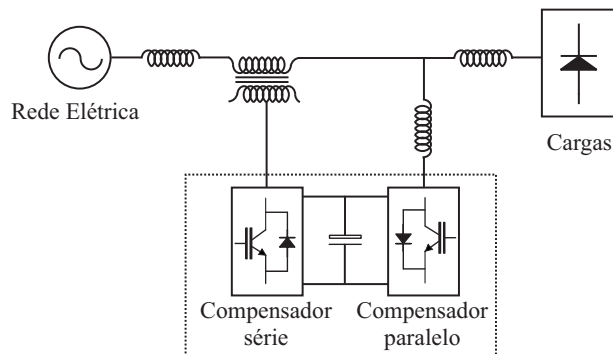 Rede Elétrica
Cargas
Compensador
série
Compensador
paralelo